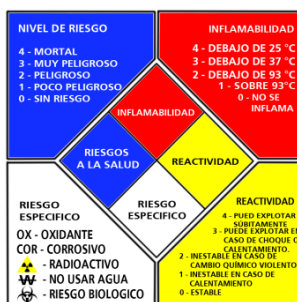 NIVEL DE RIESGO
4 - MORTAL
3 - MUY PELIGROSO
2 - PELIGROSO
1 - POCO PELIGROSO
0 - SIN RIESGO
INFLAMABILIDAD
4 - DEBAJO DE 25 °C
3 - DEBAJO DE 37 °C
2 - DEBAJO DE 93 °C
1 - SOBRE 93°C
0 - NO SE
INFLAMA
INFLAMABILIDAD
RIESGOS
A LA SALUD
REACTIVIDAD
RIESGO
ESPECIFICO
RIESGO
ESPECIFICO
OX - OXIDANTE
COR - CORROSIVO
- RADIOACTIVO
W - NO USAR AGUA
- RIESGO BIOLOGICO
REACTIVIDAD
4 - PUED EXPLOTAR
SÚBITAMENTE
3 - PUEDE EXPLOTAR EN
CASO DE CHOQUE O
CALENTAMIENTO.
2 - INESTABLE EN CASO DE
CAMBIO QUÍMICO VIOLENTO
1 - INESTABLE EN CASO DE
CALENTAMIENTO
0 - ESTABLE